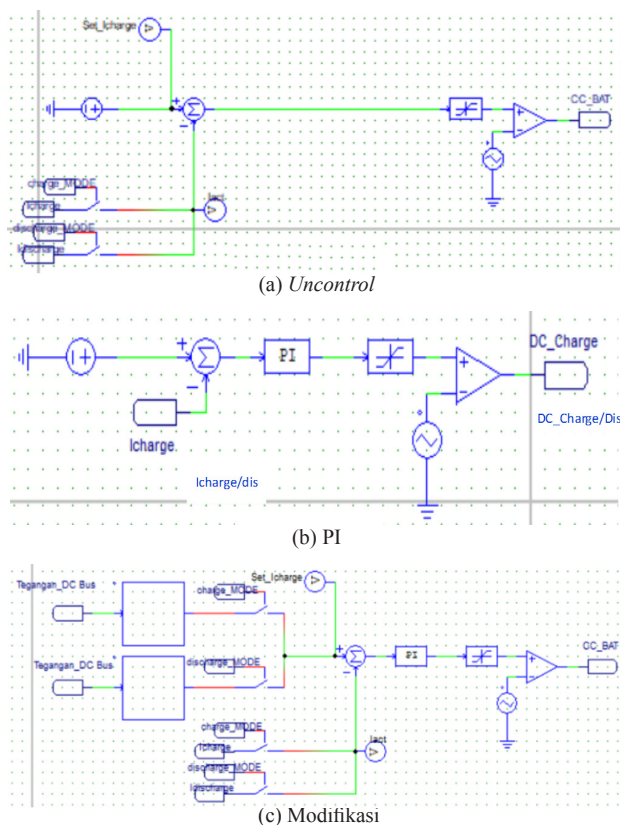 Set_Icharge
V
CC_BAT
charge_MODE
Icharge
discharge_MODE
Idischarge
Iact
V
(a) Uncontrol
DC_Charge
PI
Icharge.
DC_Charge/Dis
Icharge/dis
(b) PI
Tegangan_DC Bus
charge_MODE
Set_Icharge
V
CC_BAT
PI
Tegangan_DC Bus
discharge_MODE
charge_MODE
Icharge
discharge_MODE
Idischarge
Iact
V
(c) Modifikasi